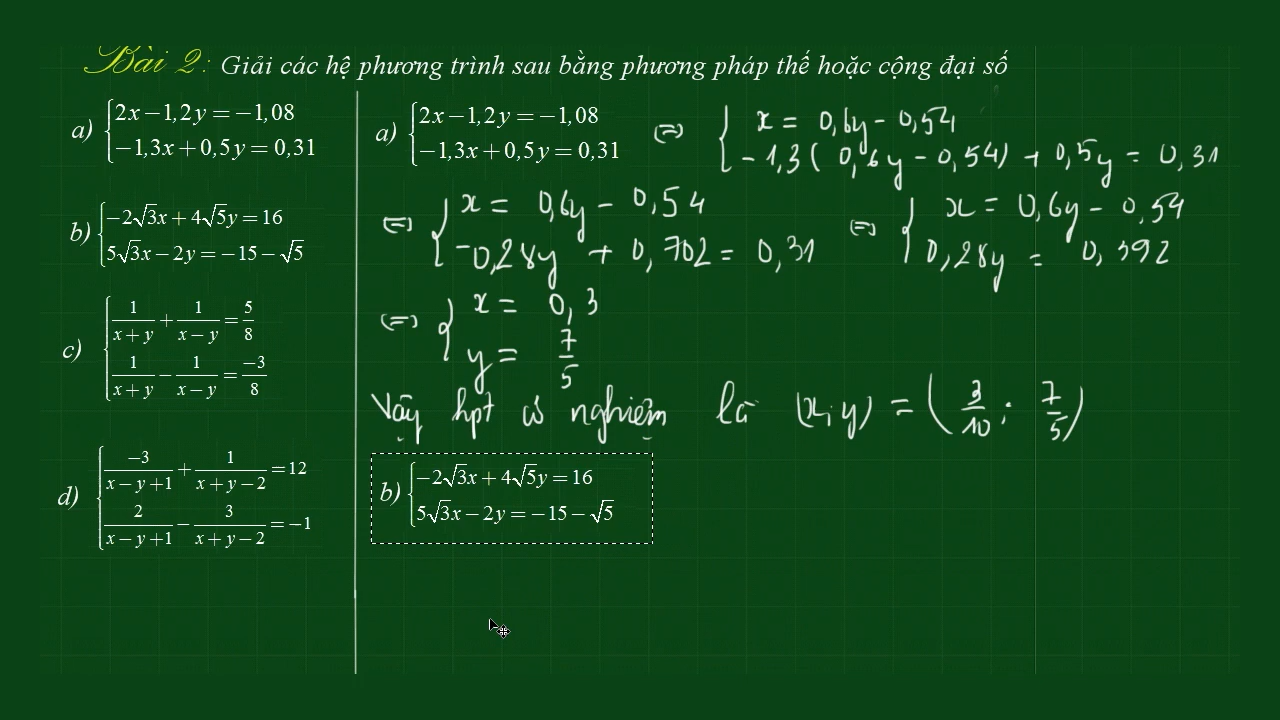 Bài 2: Giải các hệ phương trình sau bằng phương pháp thế hoặc cộng đại số
a) {2x−1,2y=−1,08
−1,3x+0,5y=0,31
b) {−2√3x+4√5y=16
5√3x−2y=−15−√5
c) {1/(x+y)+1/(x−y)=5/8
1/(x+y)−1/(x−y)=−3/8
d) {−3/(x−y+1)+1/(x+y−2)=12
2/(x−y+1)−3/(x+y−2)=−1
a) {2x−1,2y=−1,08
−1,3x+0,5y=0,31
(=) {x = 0,6y − 0,54
−1,3(0,6y − 0,54) + 0,5y = 0,31
(=) {x = 0,6y − 0,54
−0,28y + 0,702 = 0,31
(=) {x = 0,6y − 0,54
0,28y = 0,392
(=) {x = 0,3
y = 7/5
Vậy hpt có nghiệm là (x;y) = (3/10; 7/5)
b) {−2√3x+4√5y=16
5√3x−2y=−15−√5